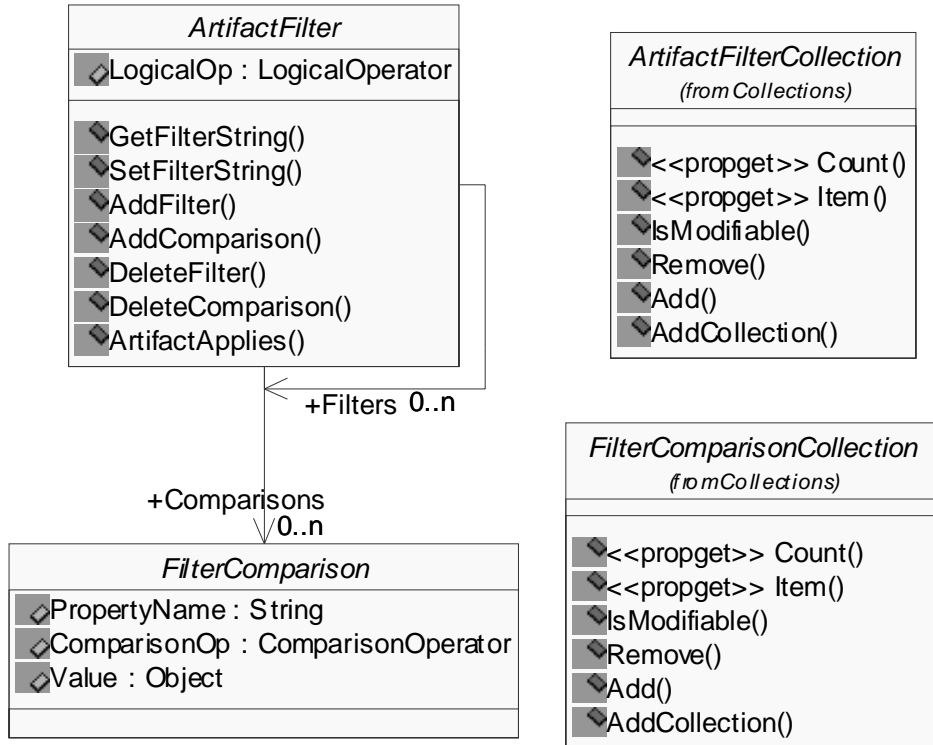 ArtifactFilter
LogicalOp : LogicalOperator
GetFilterString()
SetFilterString()
AddFilter()
AddComparison()
DeleteFilter()
DeleteComparison()
ArtifactApplies()
+Filters 0..n
+Comparisons
0..n
FilterComparison
PropertyName : String
ComparisonOp : ComparisonOperator
Value : Object
ArtifactFilterCollection
(from Collections)
<<propget>> Count()
<<propget>> Item()
IsModifiable()
Remove()
Add()
AddCollection()
FilterComparisonCollection
(from Collections)
<<propget>> Count()
<<propget>> Item()
IsModifiable()
Remove()
Add()
AddCollection()